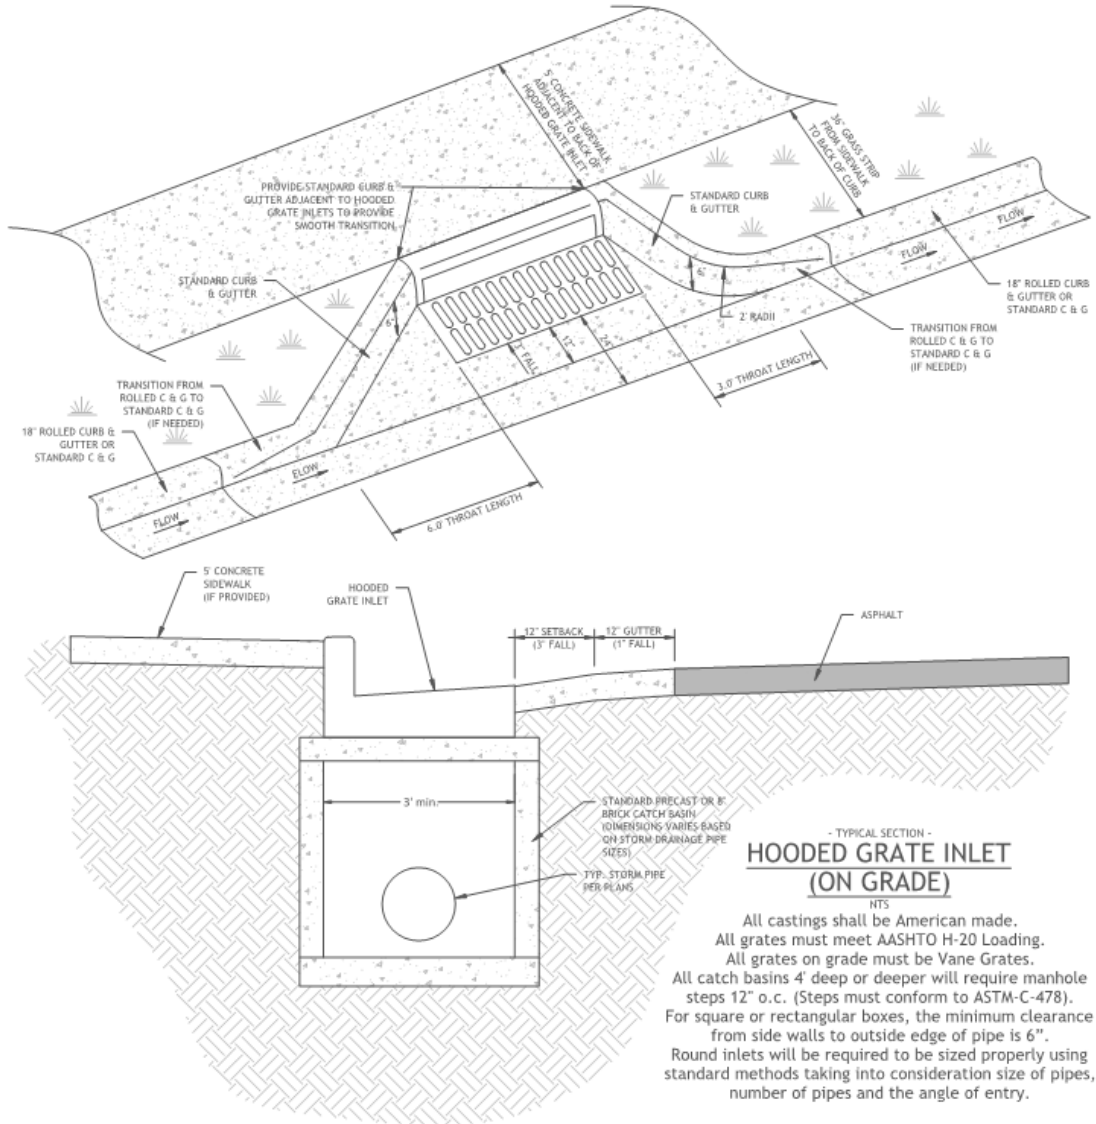 5' CONCRETE SIDEWALK
ADJACENT TO BACK OF
HOODED GRATE INLET
36" GRASS STRIP
FROM SIDEWALK
TO BACK OF CURB
PROVIDE STANDARD CURB &
GUTTER ADJACENT TO HOODED
GRATE INLETS TO PROVIDE
SMOOTH TRANSITION
STANDARD CURB
& GUTTER
FLOW
FLOW
STANDARD CURB
& GUTTER
6"
6"
2' RADII
18" ROLLED CURB
& GUTTER OR
STANDARD C & G
TRANSITION FROM
ROLLED C & G TO
STANDARD C & G
(IF NEEDED)
3" FALL
12"
24"
3.0' THROAT LENGTH
TRANSITION FROM
ROLLED C & G TO
STANDARD C & G
(IF NEEDED)
18" ROLLED CURB &
GUTTER OR
STANDARD C & G
FLOW
FLOW
6.0' THROAT LENGTH
5' CONCRETE
SIDEWALK
(IF PROVIDED)
HOODED
GRATE INLET
12" SETBACK
(3" FALL)
12" GUTTER
(1" FALL)
ASPHALT
3' min.
STANDARD PRECAST OR 8"
BRICK CATCH BASIN
(DIMENSIONS VARIES BASED
ON STORM DRAINAGE PIPE
SIZES)
TYP. STORM PIPE
PER PLANS
- TYPICAL SECTION -
HOODED GRATE INLET
(ON GRADE)
NTS
All castings shall be American made.
All grates must meet AASHTO H-20 Loading.
All grates on grade must be Vane Grates.
All catch basins 4' deep or deeper will require manhole
steps 12" o.c. (Steps must conform to ASTM-C-478).
For square or rectangular boxes, the minimum clearance
from side walls to outside edge of pipe is 6”.
Round inlets will be required to be sized properly using
standard methods taking into consideration size of pipes,
number of pipes and the angle of entry.